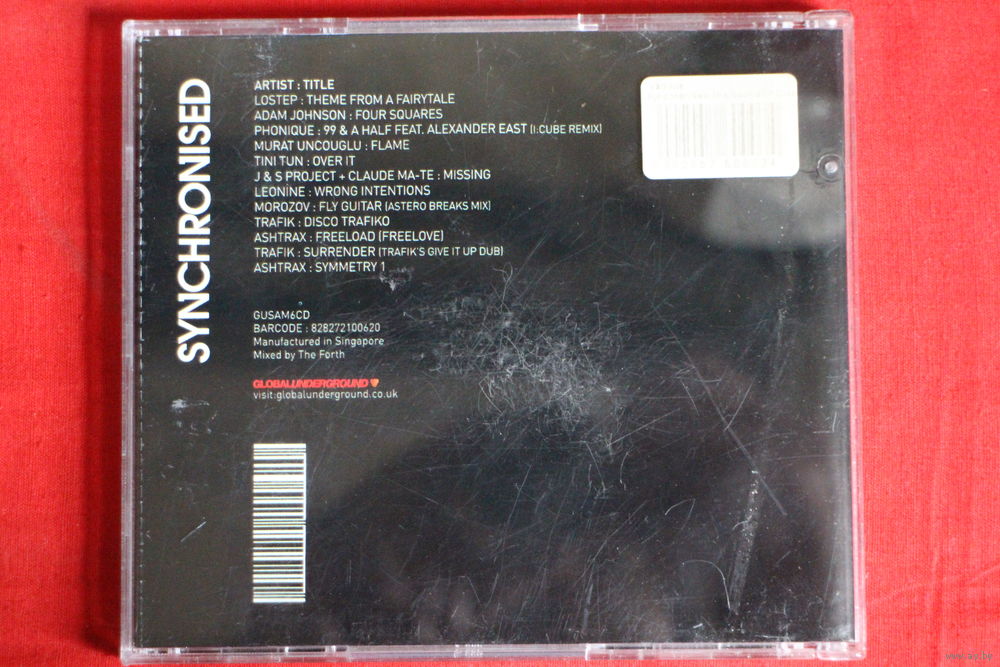 SYNCHRONISED
ARTIST : TITLE
LOSTEP : THEME FROM A FAIRYTALE
ADAM JOHNSON : FOUR SQUARES
PHONIQUE : 99 & A HALF FEAT. ALEXANDER EAST (I:CUBE REMIX)
MURAT UNCOUGLU : FLAME
TINI TUN : OVER IT
J & S PROJECT + CLAUDE MA-TE : MISSING
LEONINE : WRONG INTENTIONS
MOROZOV : FLY GUITAR (ASTERO BREAKS MIX)
TRAFIK : DISCO TRAFIKO
ASHTRAX : FREELOAD (FREELOVE)
TRAFIK : SURRENDER (TRAFIK'S GIVE IT UP DUB)
ASHTRAX : SYMMETRY 1
GUSAM6CD
BARCODE : 828272100620
Manufactured in Singapore
Mixed by The Forth
GLOBALUNDERGROUND
visit:globalunderground.co.uk